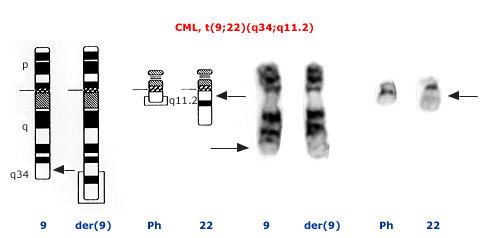 CML, t(9;22)(q34;q11.2)
p
q
q34
q11.2
9 der(9) Ph 22 9 der(9) Ph 22